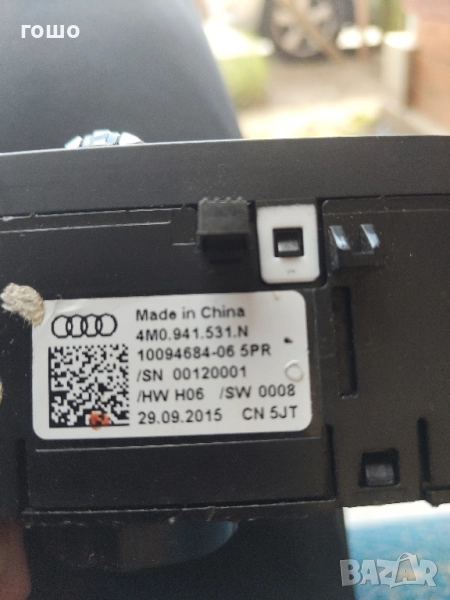 гошо
Made in China
4M0.941.531.N
10094684-06 5PR
/SN 00120001
/HW H06 /SW 0008
29.09.2015 CN 5JT
BAZAR